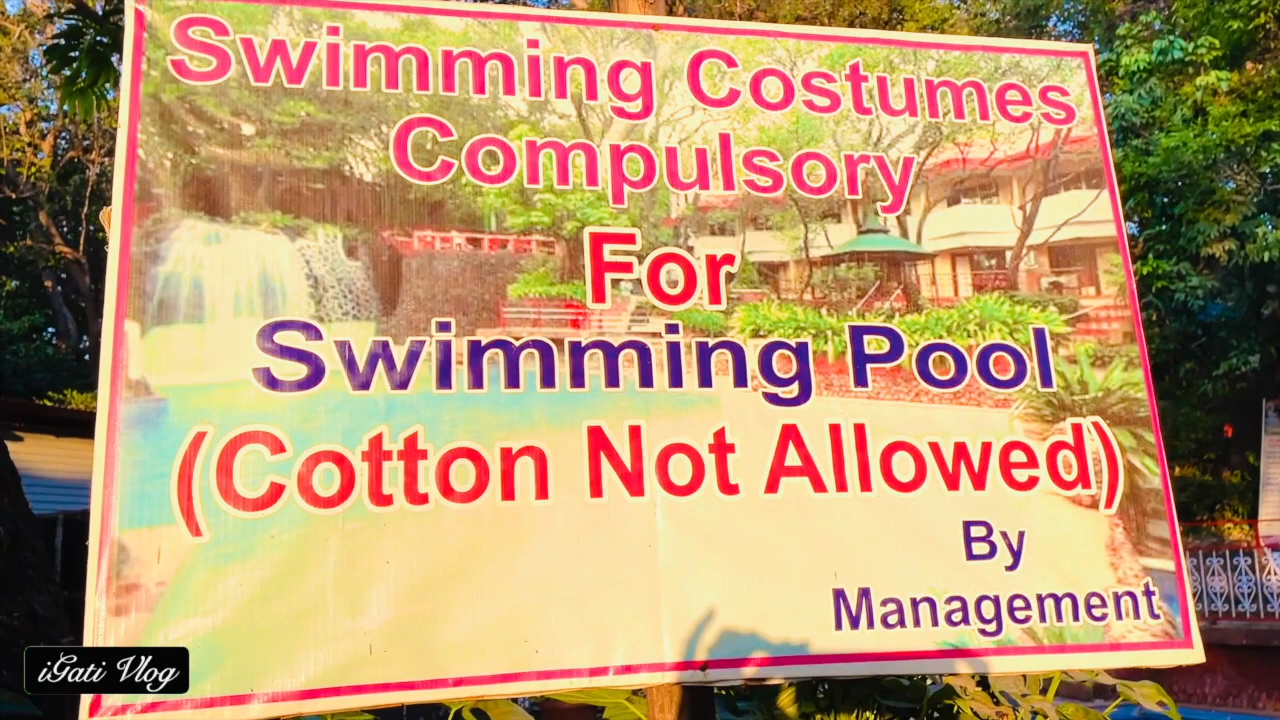 Swimming Costumes
Compulsory
For
Swimming Pool
(Cotton Not Allowed)
By
Management
iGati Vlog